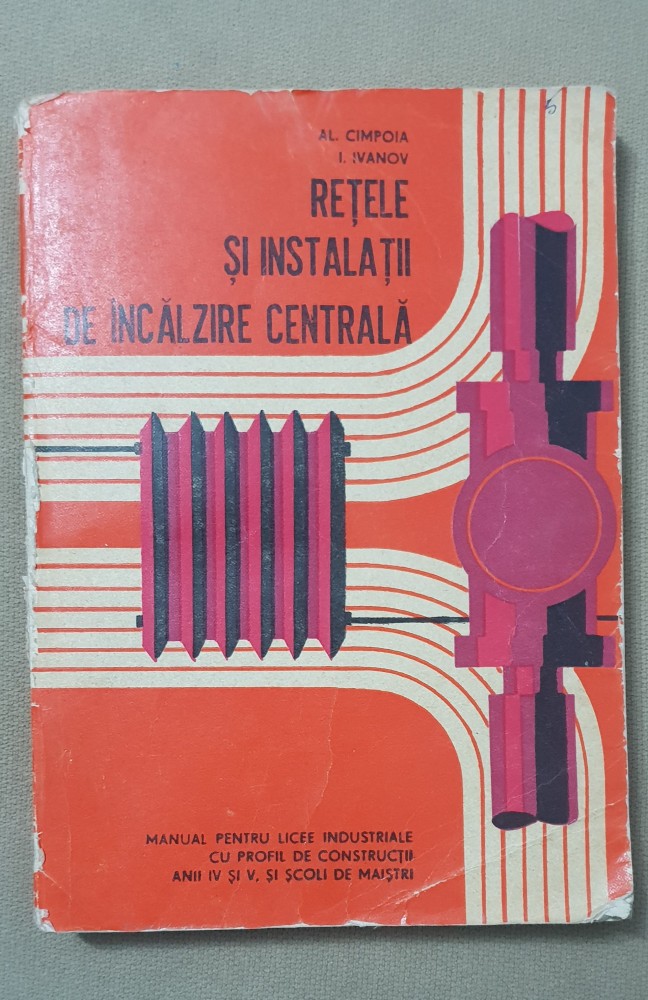 AL. CIMPOIA
I. IVANOV
REȚELE
ȘI INSTALAȚII
DE ÎNCĂLZIRE CENTRALĂ
MANUAL PENTRU LICEE INDUSTRIALE
CU PROFIL DE CONSTRUCȚII
ANII IV ȘI V, ȘI ȘCOLI DE MAIȘTRI